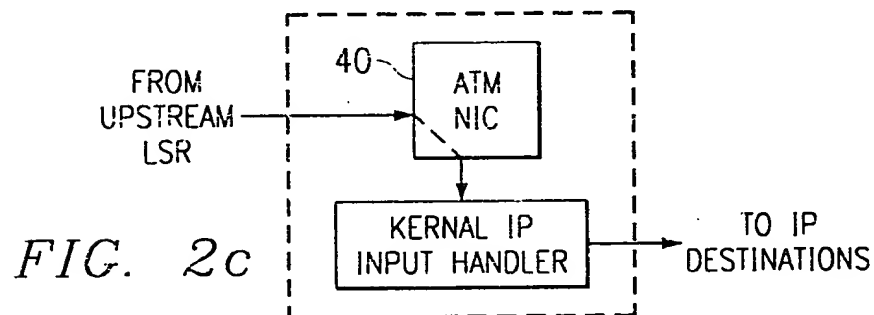 40
ATM
NIC
FROM
UPSTREAM
LSR
KERNAL IP
INPUT HANDLER
TO IP
DESTINATIONS
FIG. 2c